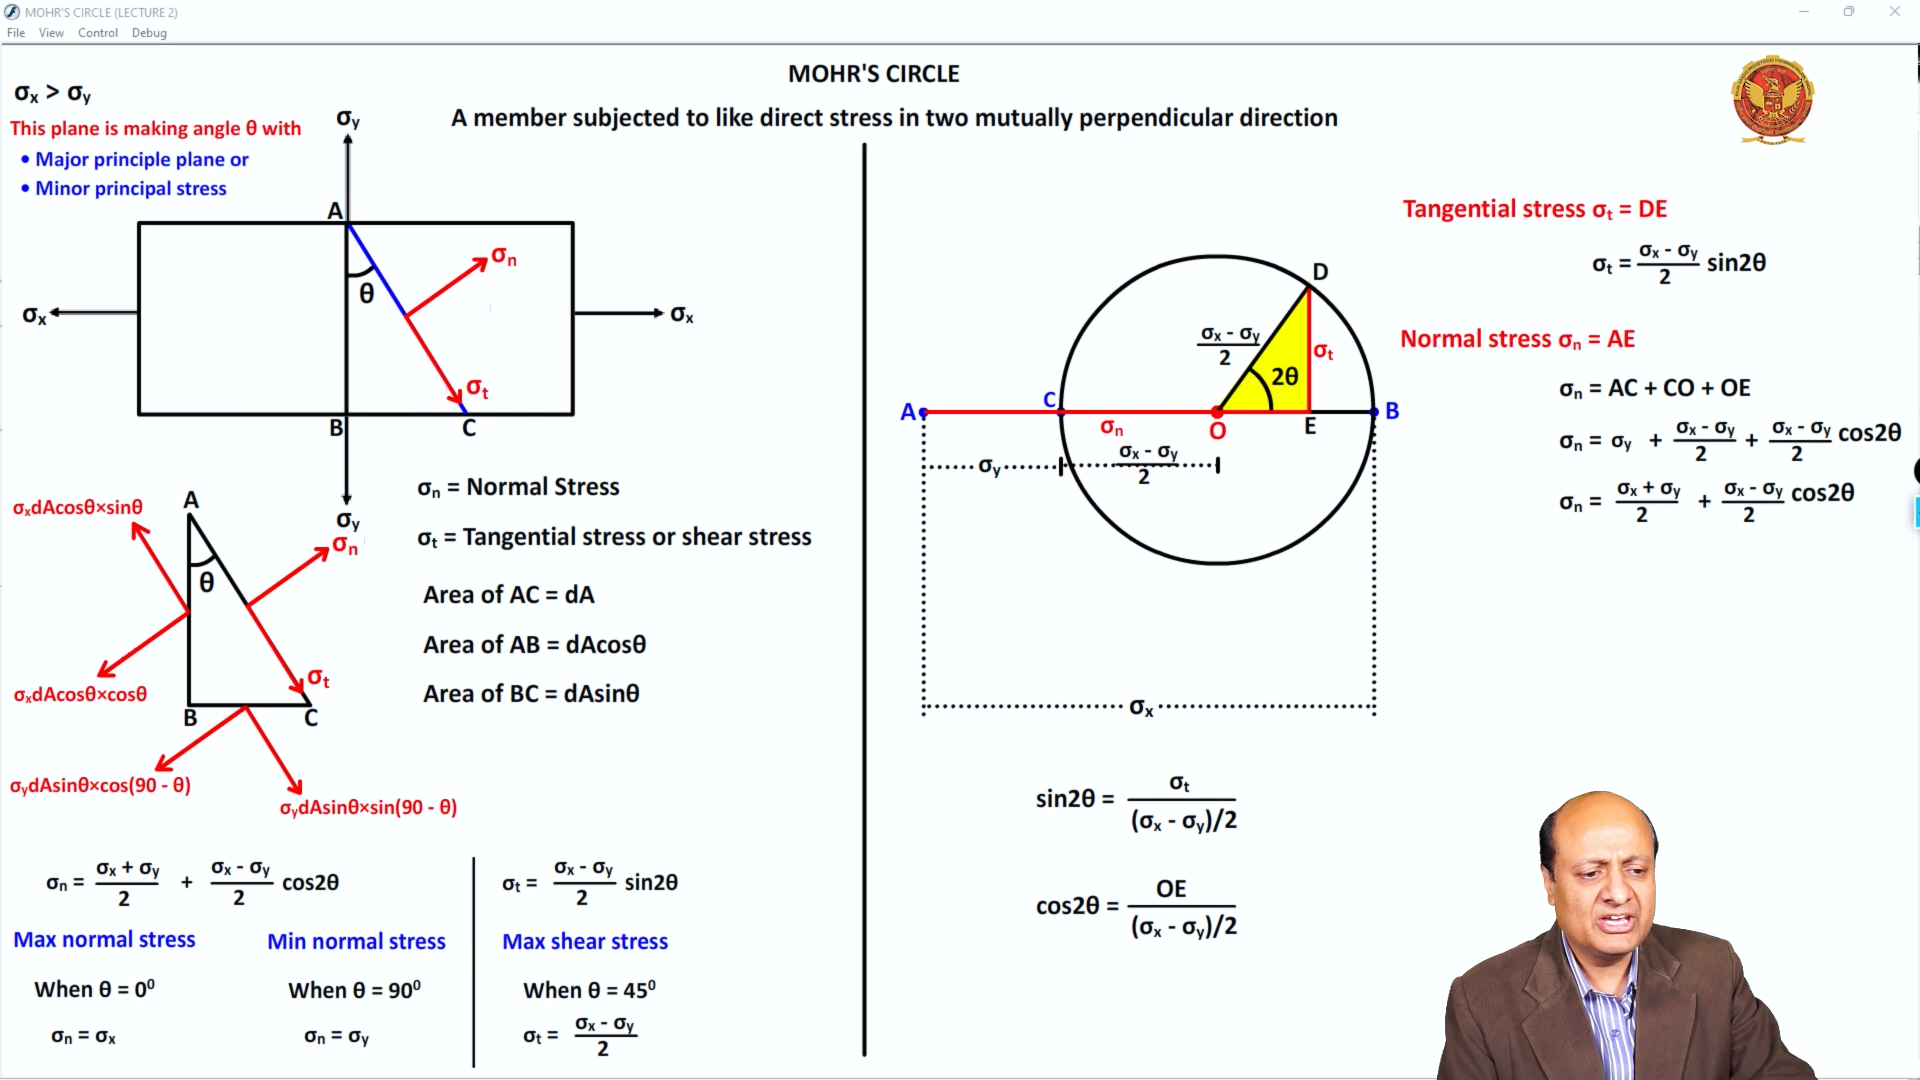 MOHR'S CIRCLE (LECTURE 2)
File View Control Debug
MOHR'S CIRCLE
A member subjected to like direct stress in two mutually perpendicular direction
σx > σy
This plane is making angle θ with
• Major principle plane or
• Minor principal stress
σy
A
σn
θ
σx
σx
σt
B
C
σy
σxdAcosθ×sinθ
A
σn
θ
σxdAcosθ×cosθ
σt
B
C
σydAsinθ×cos(90 - θ)
σydAsinθ×sin(90 - θ)
σn = Normal Stress
σt = Tangential stress or shear stress
Area of AC = dA
Area of AB = dAcosθ
Area of BC = dAsinθ
σn = (σx + σy)/2 + (σx - σy)/2 cos2θ
Max normal stress
When θ = 0⁰
σn = σx
Min normal stress
When θ = 90⁰
σn = σy
σt = (σx - σy)/2 sin2θ
Max shear stress
When θ = 45⁰
σt = (σx - σy)/2
D
(σx - σy)/2
σt
2θ
A
C
B
σn
O
E
σy
(σx - σy)/2
σx
sin2θ = σt/((σx - σy)/2)
cos2θ = OE/((σx - σy)/2)
Tangential stress σt = DE
σt = (σx - σy)/2 sin2θ
Normal stress σn = AE
σn = AC + CO + OE
σn = σy + (σx - σy)/2 + (σx - σy)/2 cos2θ
σn = (σx + σy)/2 + (σx - σy)/2 cos2θ